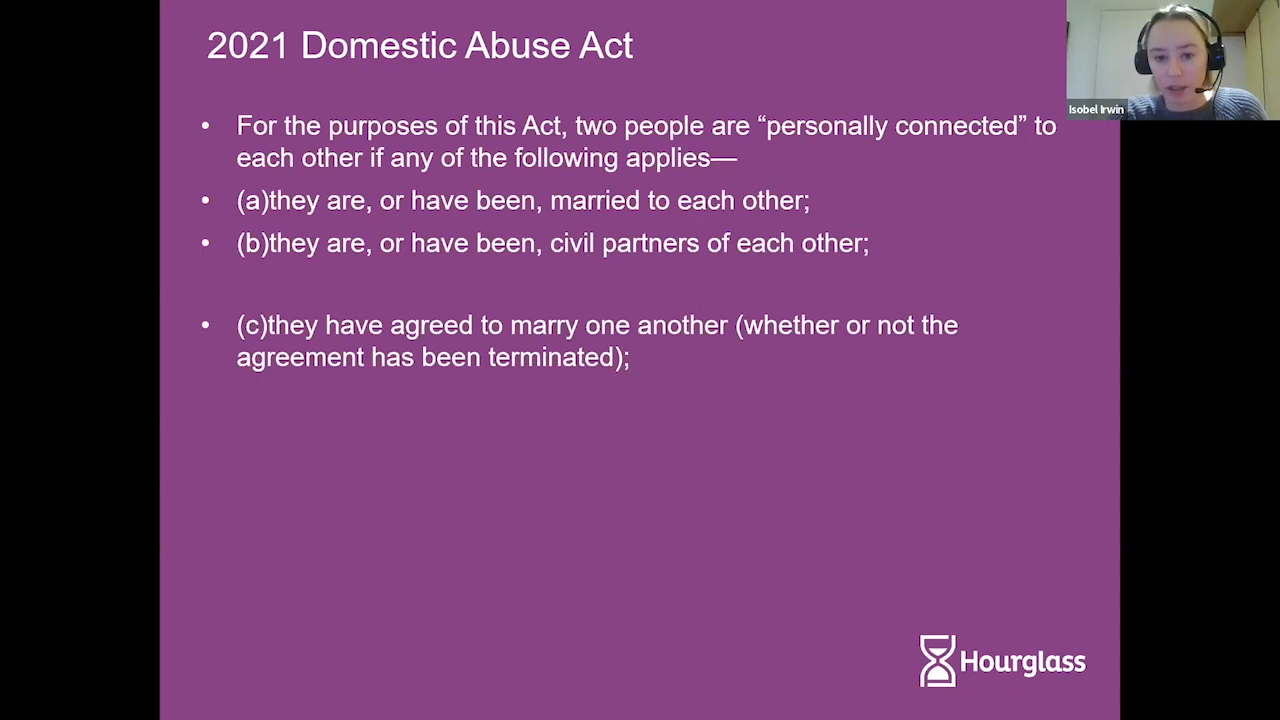 2021 Domestic Abuse Act
Isobel Irwin
• For the purposes of this Act, two people are “personally connected” to
each other if any of the following applies—
• (a)they are, or have been, married to each other;
• (b)they are, or have been, civil partners of each other;
• (c)they have agreed to marry one another (whether or not the
agreement has been terminated);
Hourglass